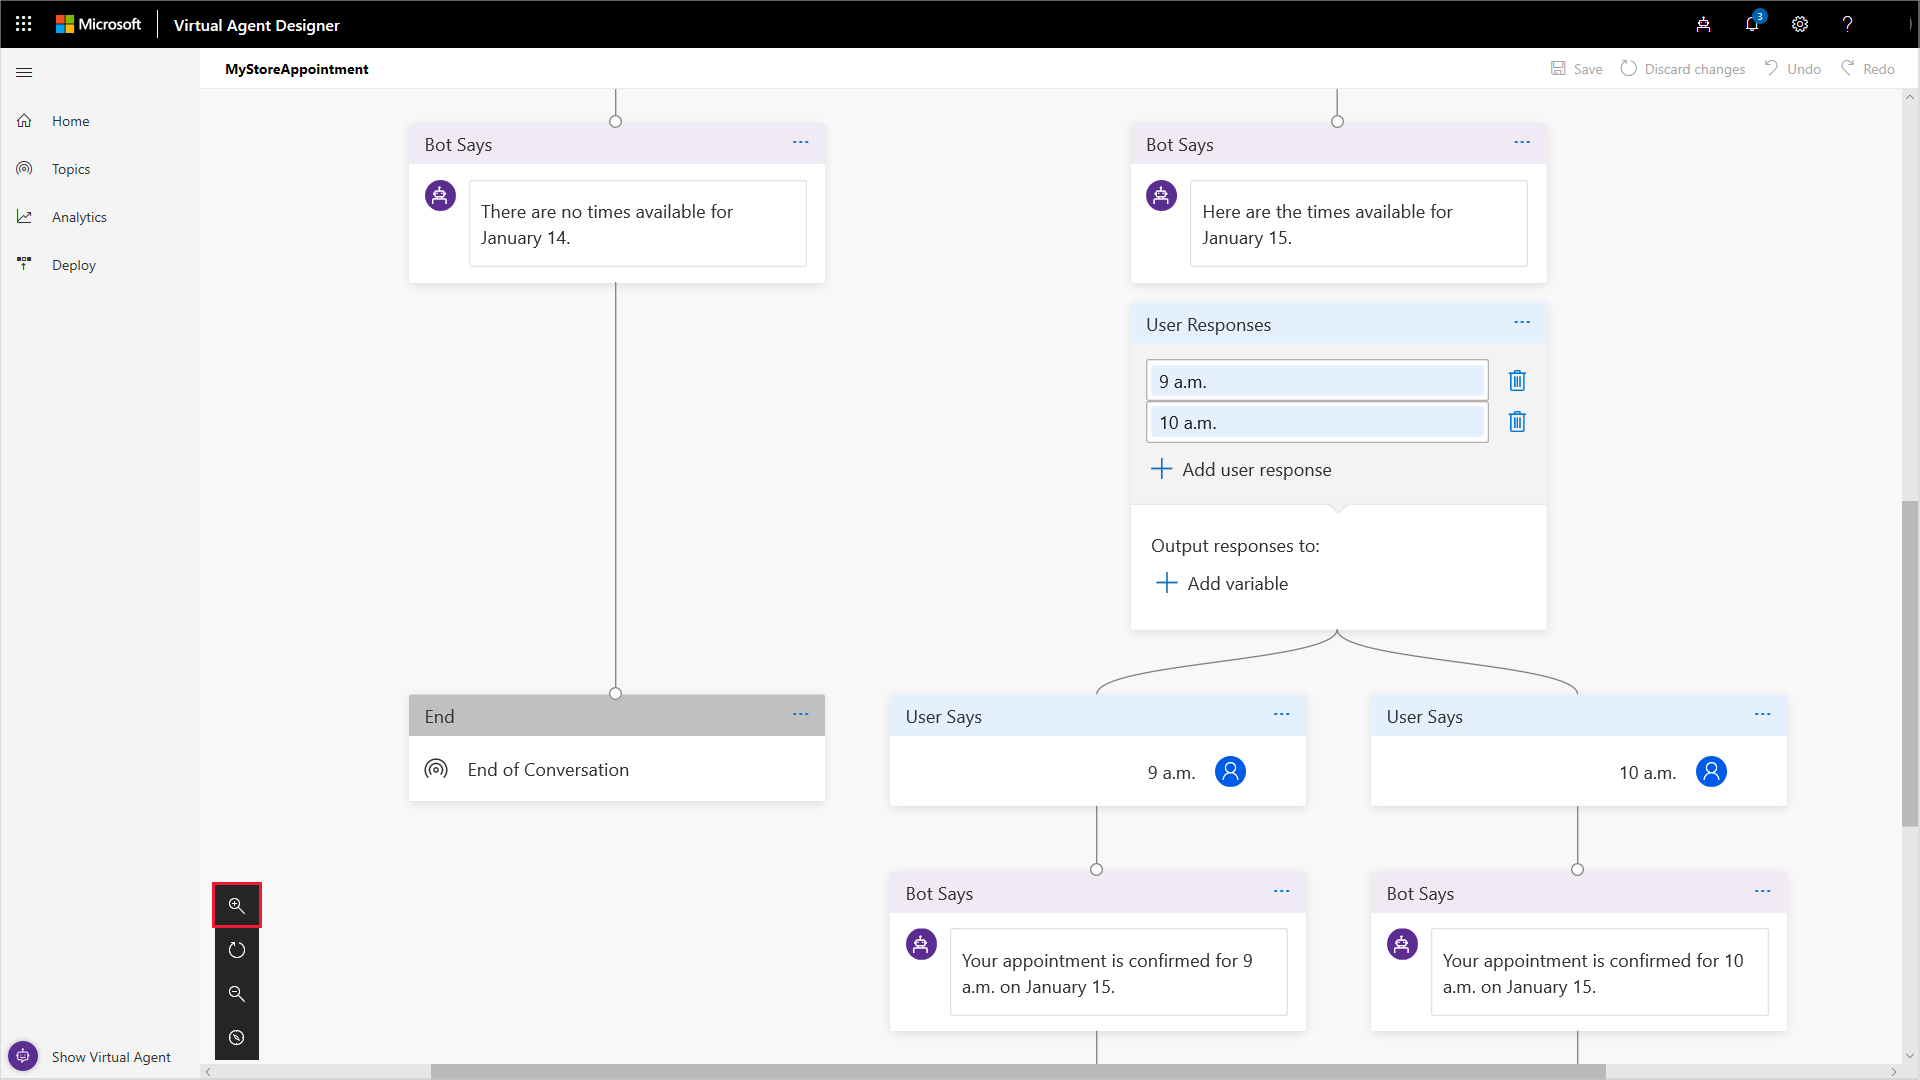 Microsoft
Virtual Agent Designer
3
?
MyStoreAppointment
Save
Discard changes
Undo
Redo
Home
Topics
Analytics
Deploy
Show Virtual Agent
Bot Says
There are no times available for
January 14.
Bot Says
Here are the times available for
January 15.
User Responses
9 a.m.
10 a.m.
Add user response
Output responses to:
Add variable
End
End of Conversation
User Says
9 a.m.
User Says
10 a.m.
Bot Says
Your appointment is confirmed for 9
a.m. on January 15.
Bot Says
Your appointment is confirmed for 10
a.m. on January 15.